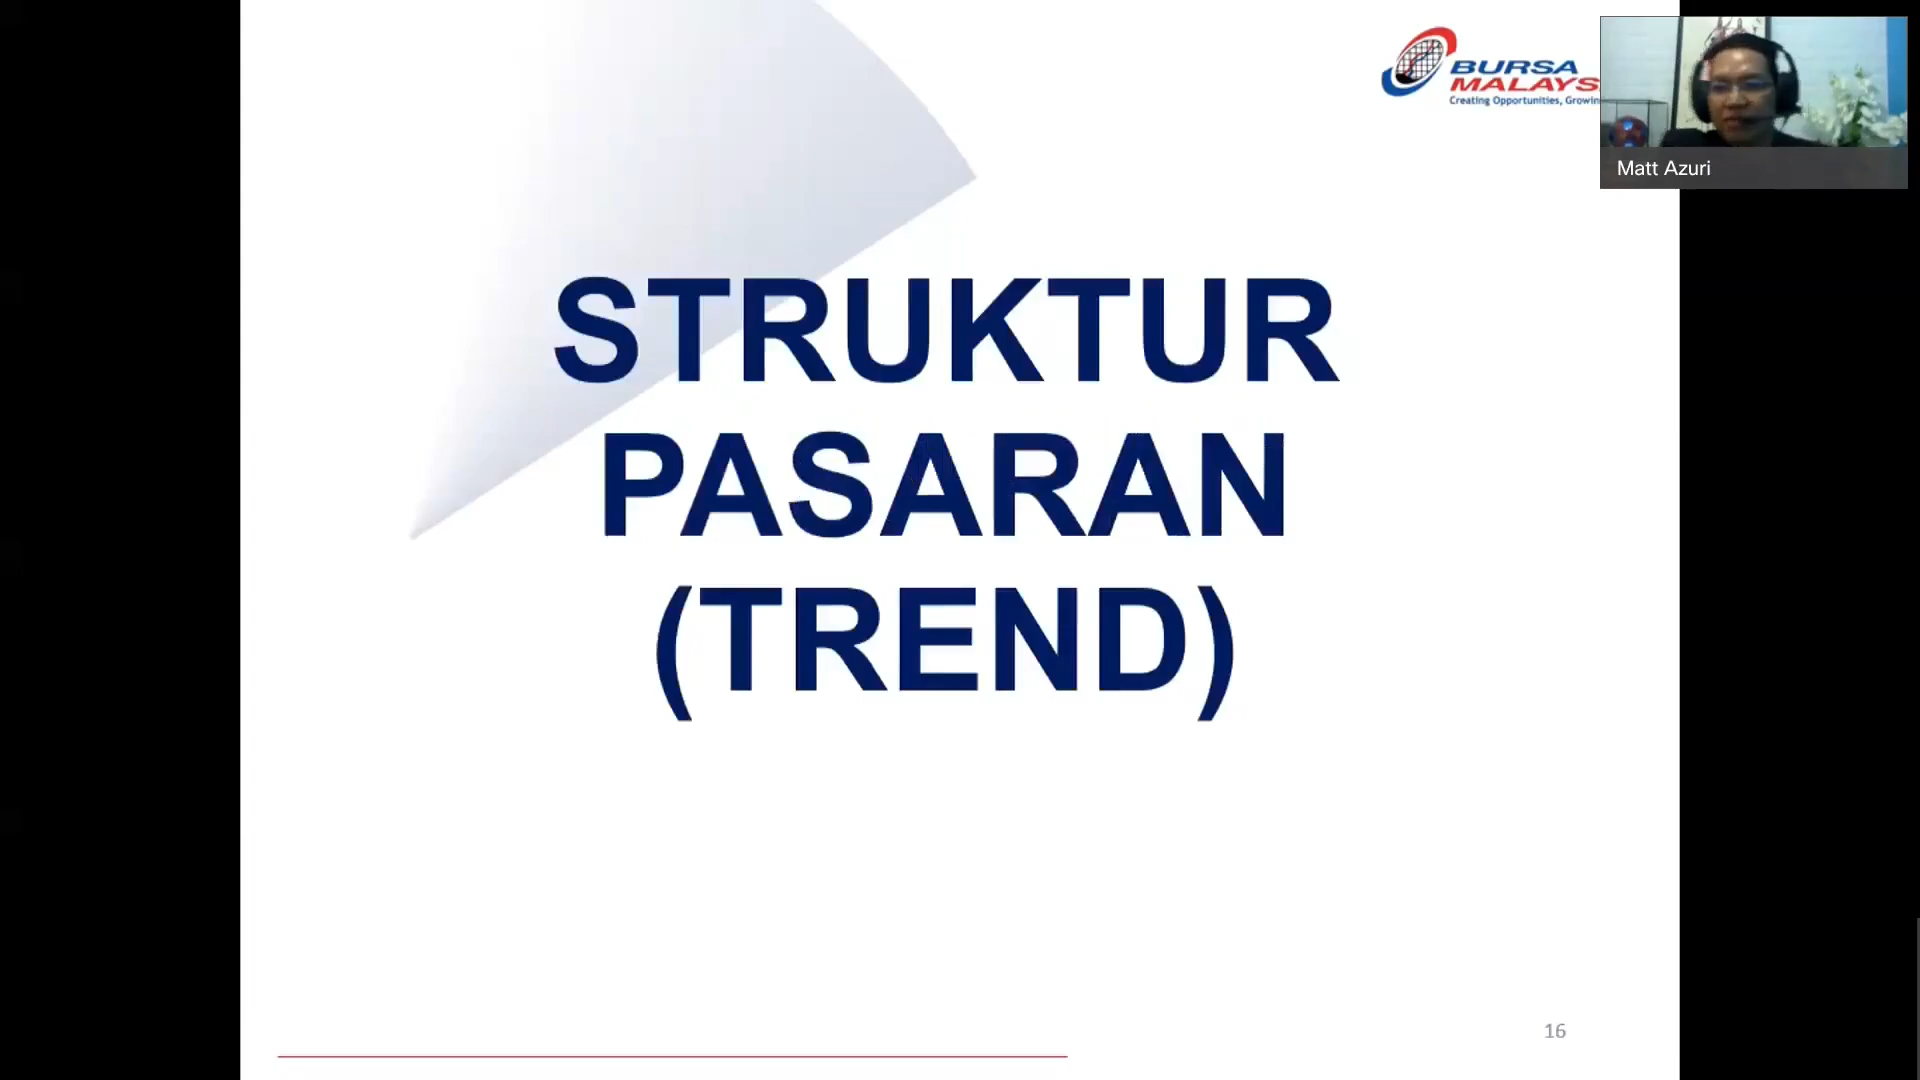 BURSA
MALAYS
Creating Opportunities, Growin
Matt Azuri
STRUKTUR
PASARAN
(TREND)
16